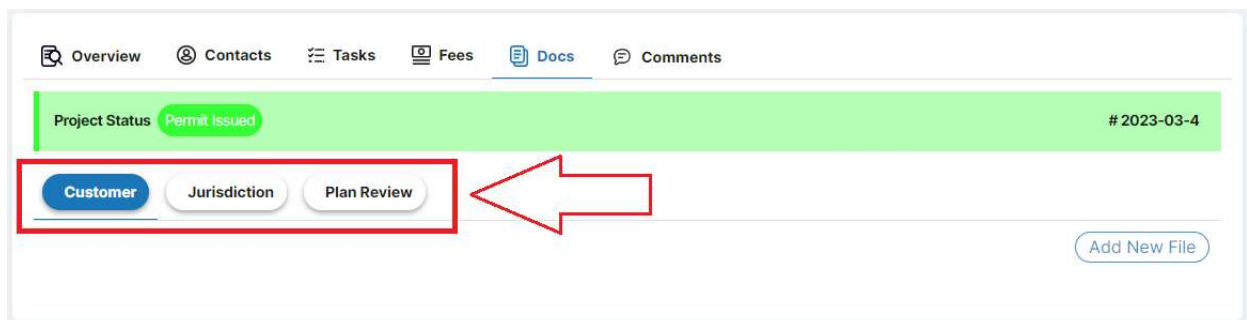 Overview Contacts Tasks Fees Docs Comments
Project Status Permit Issued # 2023-03-4
Customer Jurisdiction Plan Review
Add New File